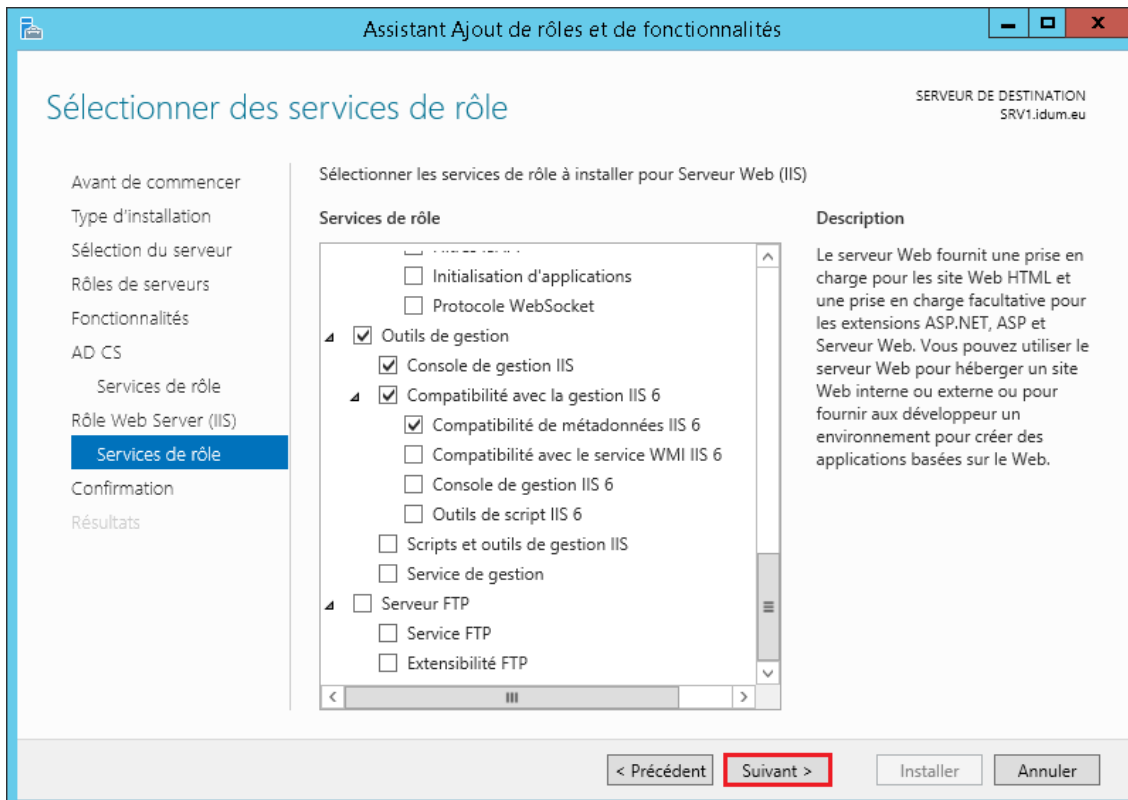 Assistant Ajout de rôles et de fonctionnalités
Sélectionner des services de rôle
SERVEUR DE DESTINATION
SRV1.idum.eu
Avant de commencer
Type d'installation
Sélection du serveur
Rôles de serveurs
Fonctionnalités
AD CS
Services de rôle
Rôle Web Server (IIS)
Services de rôle
Confirmation
Résultats
Sélectionner les services de rôle à installer pour Serveur Web (IIS)
Services de rôle
Initialisation d'applications
Protocole WebSocket
Outils de gestion
Console de gestion IIS
Compatibilité avec la gestion IIS 6
Compatibilité de métadonnées IIS 6
Compatibilité avec le service WMI IIS 6
Console de gestion IIS 6
Outils de script IIS 6
Scripts et outils de gestion IIS
Service de gestion
Serveur FTP
Service FTP
Extensibilité FTP
Description
Le serveur Web fournit une prise en
charge pour les site Web HTML et
une prise en charge facultative pour
les extensions ASP.NET, ASP et
Serveur Web. Vous pouvez utiliser le
serveur Web pour héberger un site
Web interne ou externe ou pour
fournir aux développeur un
environnement pour créer des
applications basées sur le Web.
< Précédent
Suivant >
Installer
Annuler